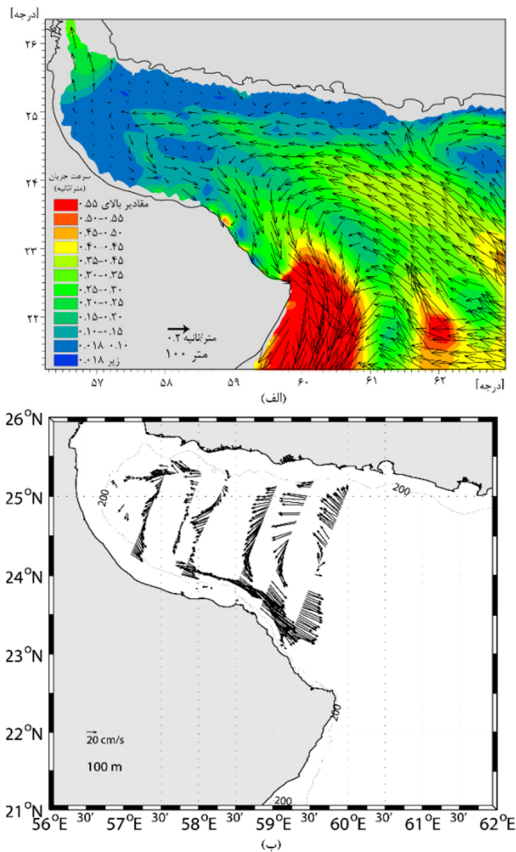 [درجه]
۲۶
۲۵
۲۴
۲۳
۲۲
سرعت جریان
(متر/ثانیه)
مقادیر بالای ۰.۵۵
۰.۵۰-۰.۵۵
۰.۴۵-۰.۵۰
۰.۴۰-۰.۴۵
۰.۳۵-۰.۴۵
۰.۳۰-۰.۳۵
۰.۲۵-۰.۳۰
۰.۲۰-۰.۲۵
۰.۱۵-۰.۲۰
۰.۱۰-۰.۱۵
۰.۰۱۸-۰.۱۰
زیر ۰.۰۱۸
متر/ثانیه ۰.۲
۱۰۰ متر
۵۷ ۵۸ ۵۹ ۶۰ ۶۱ ۶۲ [درجه]
(الف)
26°N
25°N
24°N
23°N
22°N
21°N
200
200
200
200
20 cm/s
100 m
56°E 30' 57°E 30' 58°E 30' 59°E 30' 60°E 30' 61°E 30' 62°E
(ب)